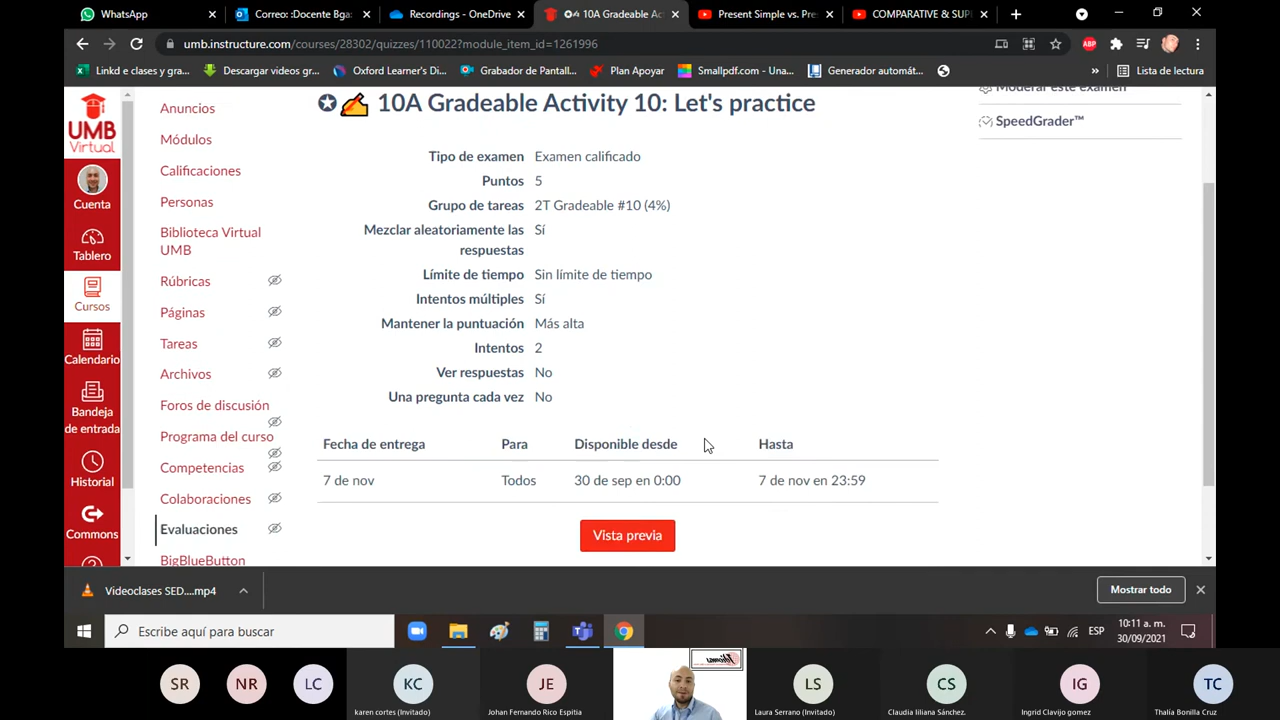 WhatsApp
Correo: :Docente Bga
Recordings - OneDrive
10A Gradeable Ac
Present Simple vs. Pre
COMPARATIVE & SUP
umb.instructure.com/courses/28302/quizzes/110022?module_item_id=1261996
ABP
Linkd e clases y gra...
Descargar videos gr...
Oxford Learner's Di...
Grabador de Pantall...
Plan Apoyar
Smallpdf.com - Una...
Generador automát...
»
Lista de lectura
UMB
Virtual
Cuenta
Tablero
Cursos
Calendario
Bandeja
de entrada
Historial
Commons
Anuncios
Módulos
Calificaciones
Personas
Biblioteca Virtual
UMB
Rúbricas
Páginas
Tareas
Archivos
Foros de discusión
Programa del curso
Competencias
Colaboraciones
Evaluaciones
BigBlueButton
10A Gradeable Activity 10: Let's practice
Tipo de examen Examen calificado
Puntos 5
Grupo de tareas 2T Gradeable #10 (4%)
Mezclar aleatoriamente las Sí
respuestas
Límite de tiempo Sin límite de tiempo
Intentos múltiples Sí
Mantener la puntuación Más alta
Intentos 2
Ver respuestas No
Una pregunta cada vez No
Fecha de entrega Para Disponible desde Hasta
7 de nov Todos 30 de sep en 0:00 7 de nov en 23:59
Vista previa
Moderar este examen
SpeedGrader™
Videoclases SED....mp4
Mostrar todo
Escribe aquí para buscar
ESP
10:11 a. m.
30/09/2021
SR
NR
LC
KC
karen cortes (Invitado)
JE
Johan Fernando Rico Espitia
LS
Laura Serrano (Invitado)
CS
Claudia liliana Sánchez.
IG
Ingrid Clavijo gomez
TC
Thalía Bonilla Cruz